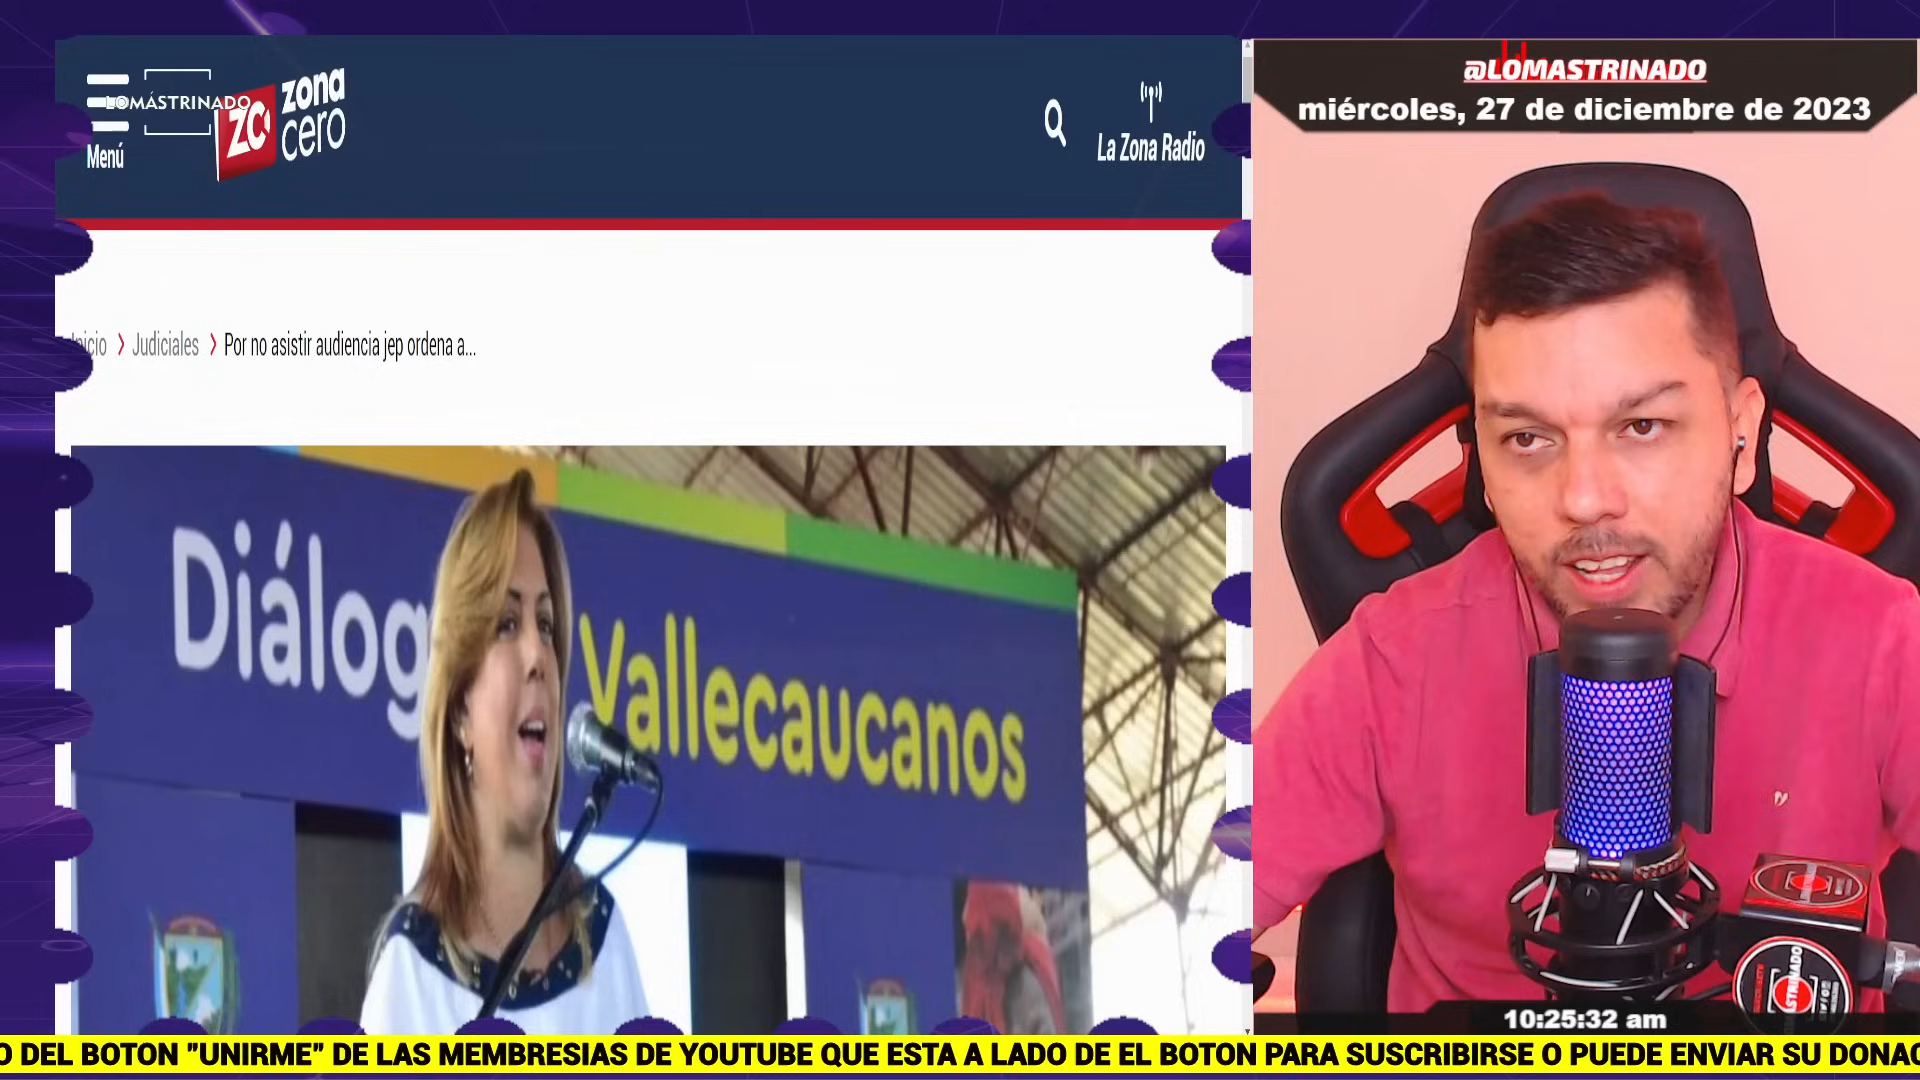 LOMÁSTRINADO
Menú
ZC
zona
cero
La Zona Radio
Judiciales
Por no asistir audiencia jep ordena a...
Diálog
Vallecaucanos
@LOMASTRINADO
miércoles, 27 de diciembre de 2023
10:25:32 am
O DEL BOTON "UNIRME" DE LAS MEMBRESIAS DE YOUTUBE QUE ESTA A LADO DE EL BOTON PARA SUSCRIBIRSE O PUEDE ENVIAR SU DONAC